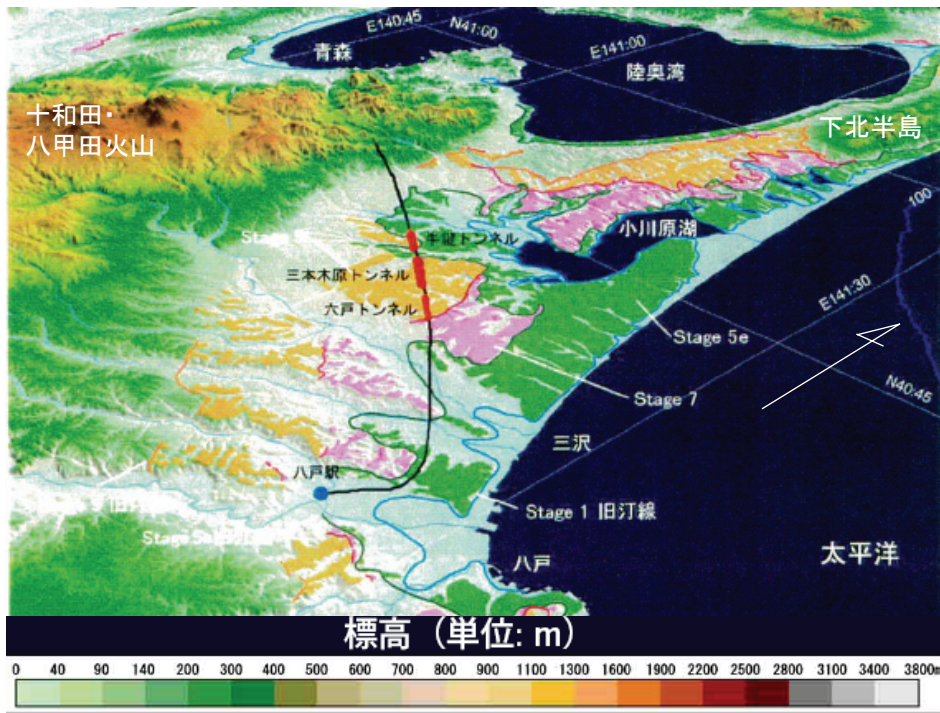 E140:45
N41:00
E141:00
青森
陸奥湾
十和田・
八甲田火山
下北半島
100
小川原湖
Stage
牛鍵トンネル
三本木原トンネル
E141:30
六戸トンネル
Stage 5e
N40:45
Stage 7
三沢
八戸駅
Stage 1 旧汀線
Stage
八戸
太平洋
標高（単位: m）
0 40 90 140 200 300 400 500 600 700 800 900 1100 1300 1600 1900 2200 2500 2800 3100 3400 3800m